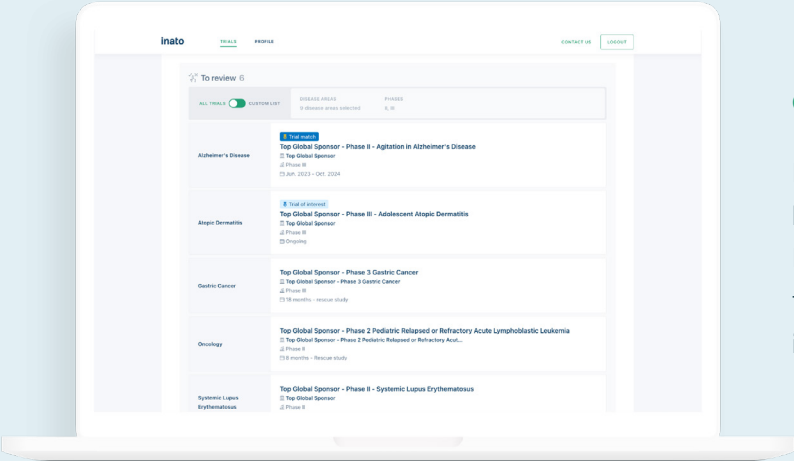 inato
TRIALS
PROFILE
CONTACT US
LOGOUT
To review 6
ALL TRIALS
CUSTOM LIST
DISEASE AREAS
9 disease areas selected
PHASES
II, III
Alzheimer's Disease
Trial match
Top Global Sponsor - Phase II - Agitation in Alzheimer's Disease
Top Global Sponsor
Phase III
Jun. 2023 - Oct. 2024
Atopic Dermatitis
Trial of interest
Top Global Sponsor - Phase III - Adolescent Atopic Dermatitis
Top Global Sponsor
Phase III
Ongoing
Gastric Cancer
Top Global Sponsor - Phase 3 Gastric Cancer
Top Global Sponsor - Phase 3 Gastric Cancer
Phase III
18 months - rescue study
Oncology
Top Global Sponsor - Phase 2 Pediatric Relapsed or Refractory Acute Lymphoblastic Leukemia
Top Global Sponsor - Phase 2 Pediatric Relapsed or Refractory Acut...
Phase II
8 months - Rescue study
Systemic Lupus
Erythematosus
Top Global Sponsor - Phase II - Systemic Lupus Erythematosus
Top Global Sponsor
Phase II